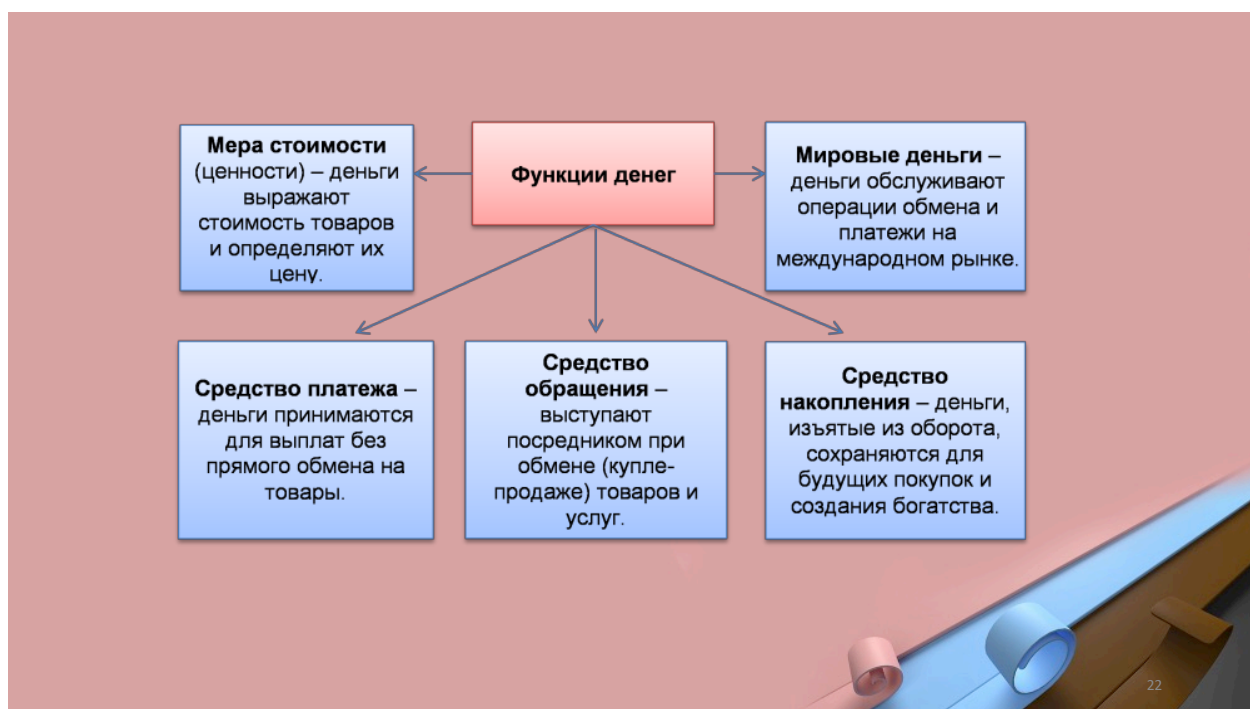 Мера стоимости
(ценности) – деньги
выражают
стоимость товаров
и определяют их
цену.
Функции денег
Мировые деньги –
деньги обслуживают
операции обмена и
платежи на
международном рынке.
Средство платежа –
деньги принимаются
для выплат без
прямого обмена на
товары.
Средство
обращения –
выступают
посредником при
обмене (купле-
продаже) товаров и
услуг.
Средство
накопления – деньги,
изъятые из оборота,
сохраняются для
будущих покупок и
создания богатства.
22